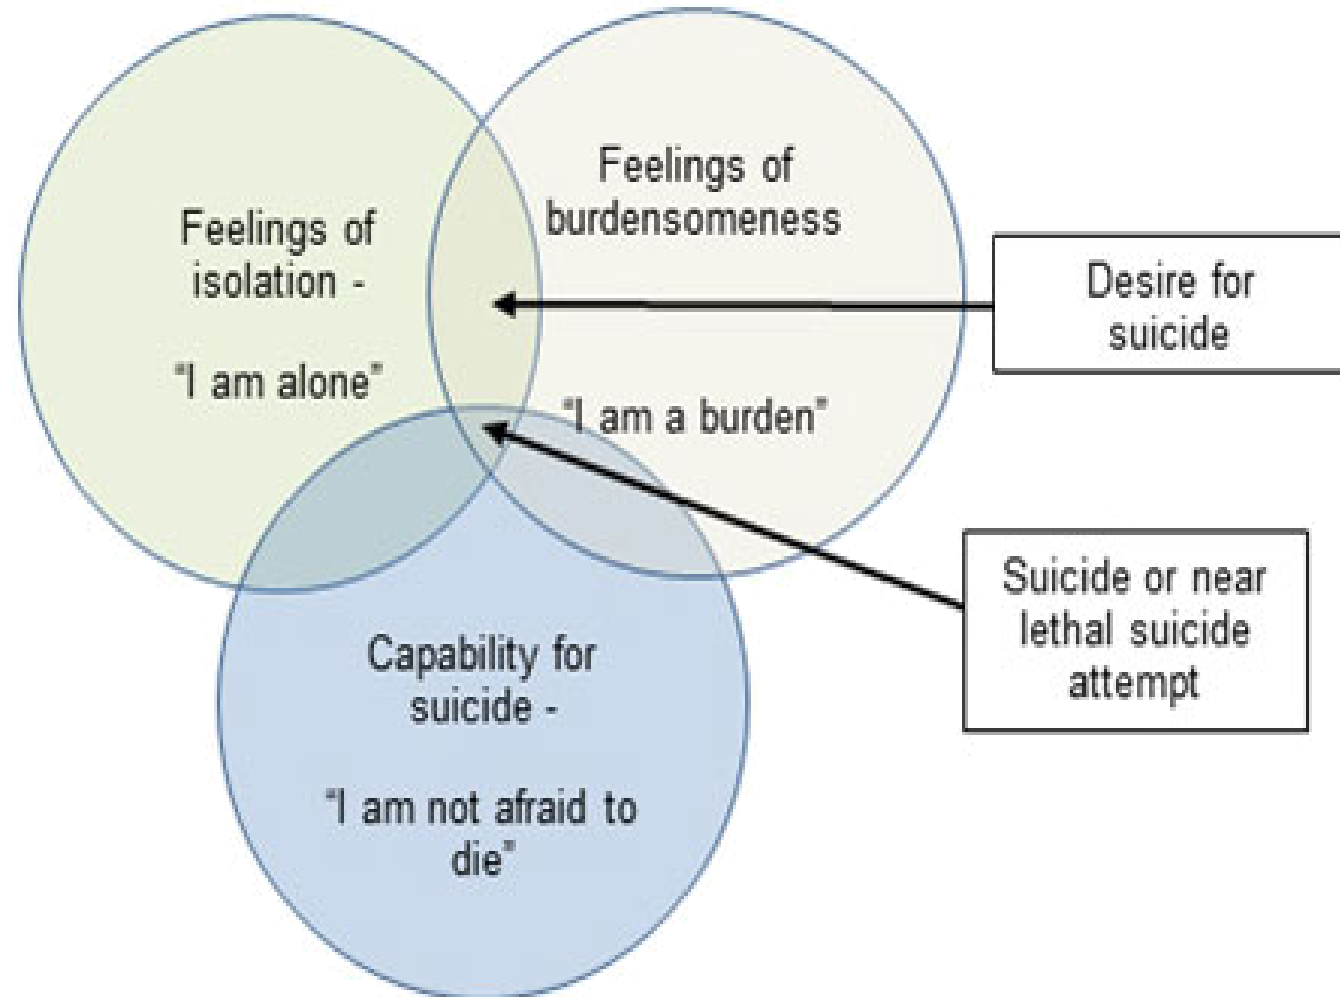 Feelings of
isolation -
"I am alone"
Feelings of
burdensomeness
"I am a burden"
Capability for
suicide -
"I am not afraid to
die"
Desire for
suicide
Suicide or near
lethal suicide
attempt